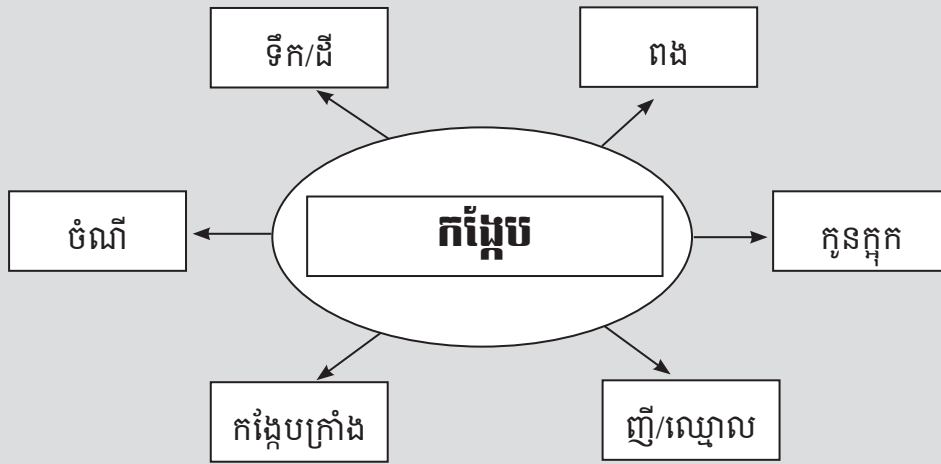 ទឹក/ដី
ពង
ចំណី
កង្កែប
កូនក្អុក
កង្កែបក្រាំង
ញី/ឈ្មោល